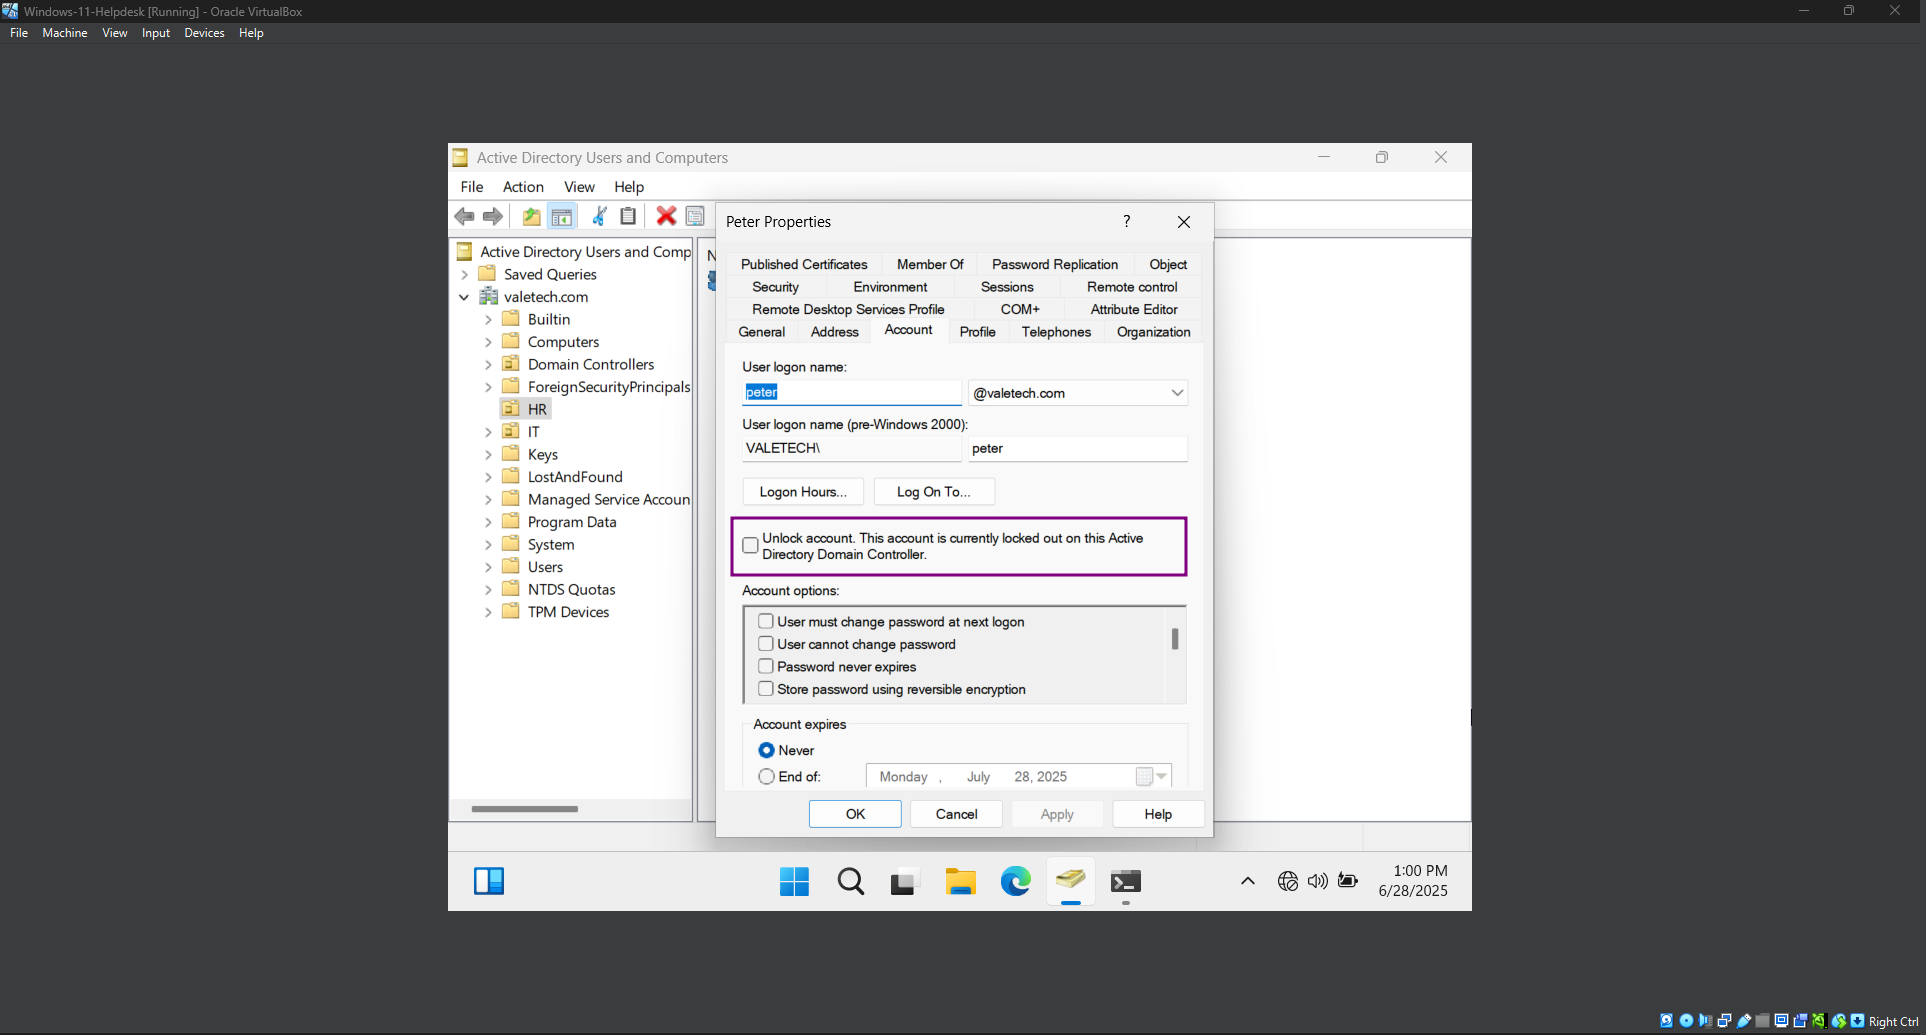 Windows-11-Helpdesk [Running] - Oracle VirtualBox
File Machine View Input Devices Help
Active Directory Users and Computers
File Action View Help
Active Directory Users and Comp
Saved Queries
valetech.com
Builtin
Computers
Domain Controllers
ForeignSecurityPrincipals
HR
IT
Keys
LostAndFound
Managed Service Accoun
Program Data
System
Users
NTDS Quotas
TPM Devices
N
Peter Properties
?
Published Certificates Member Of Password Replication Object
Security Environment Sessions Remote control
Remote Desktop Services Profile COM+ Attribute Editor
General Address Account Profile Telephones Organization
User logon name:
peter @valetech.com
User logon name (pre-Windows 2000):
VALETECH\ peter
Logon Hours... Log On To...
Unlock account. This account is currently locked out on this Active
Directory Domain Controller.
Account options:
User must change password at next logon
User cannot change password
Password never expires
Store password using reversible encryption
Account expires
Never
End of: Monday , July 28, 2025
OK Cancel Apply Help
1:00 PM
6/28/2025
Right Ctrl